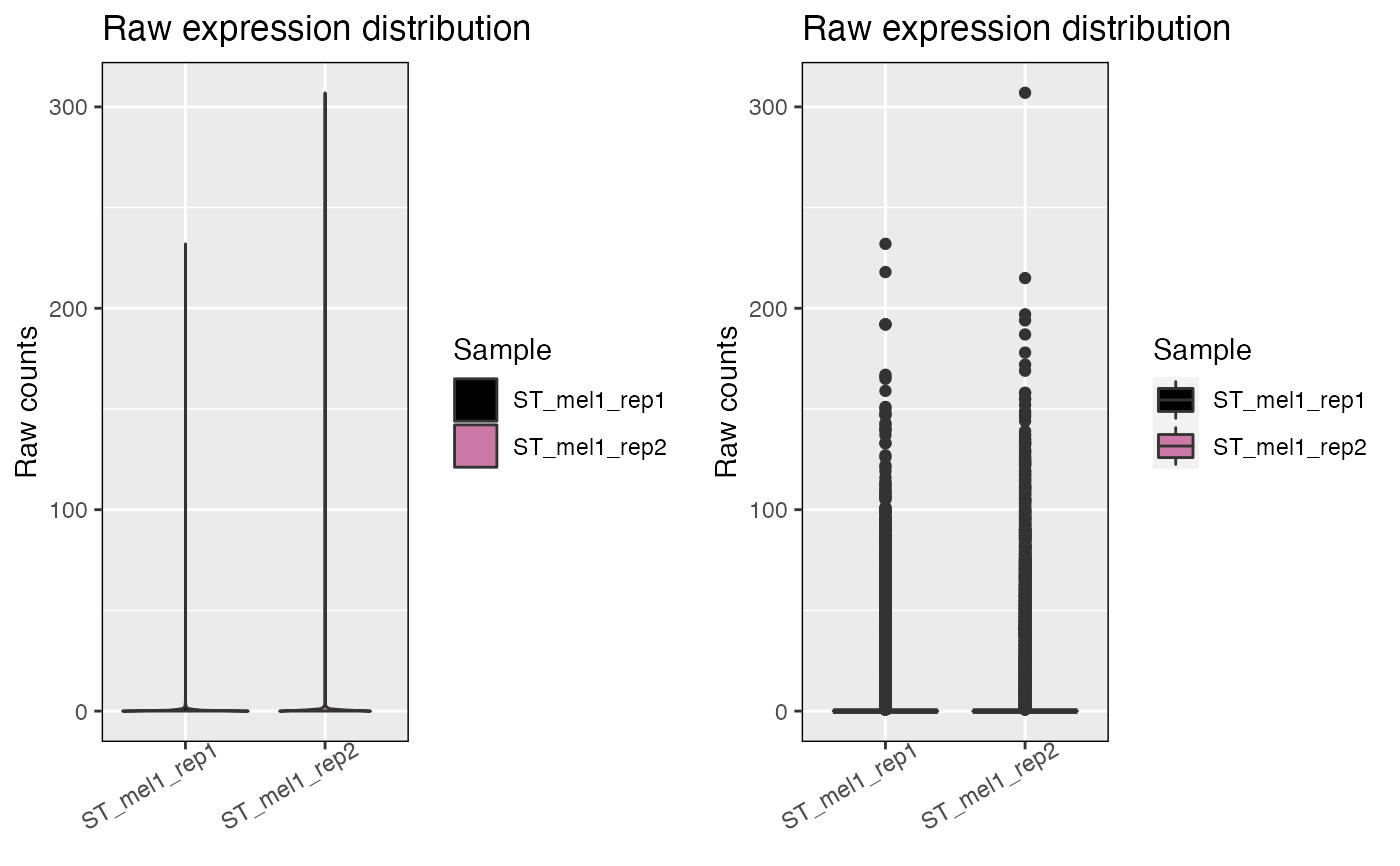 Raw expression distribution
Raw counts
300
200
100
0
ST_mel1_rep1
ST_mel1_rep2
Sample
ST_mel1_rep1
ST_mel1_rep2
Raw expression distribution
Raw counts
300
200
100
0
ST_mel1_rep1
ST_mel1_rep2
Sample
ST_mel1_rep1
ST_mel1_rep2